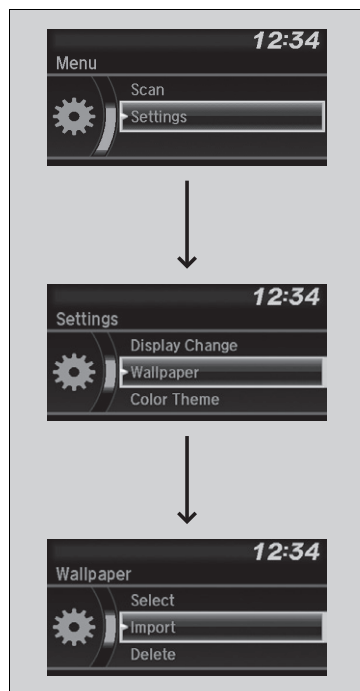 12:34
Menu
Scan
Settings
12:34
Settings
Display Change
Wallpaper
Color Theme
12:34
Wallpaper
Select
Import
Delete